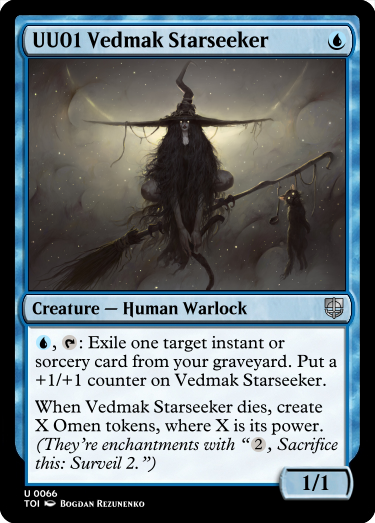 UU01 Vedmak Starseeker
Creature — Human Warlock
, : Exile one target instant or
sorcery card from your graveyard. Put a
+1/+1 counter on Vedmak Starseeker.
When Vedmak Starseeker dies, create
X Omen tokens, where X is its power.
(They're enchantments with “2, Sacrifice
this: Surveil 2.”)
1/1
U 0066
TOI Bogdan Rezunenko